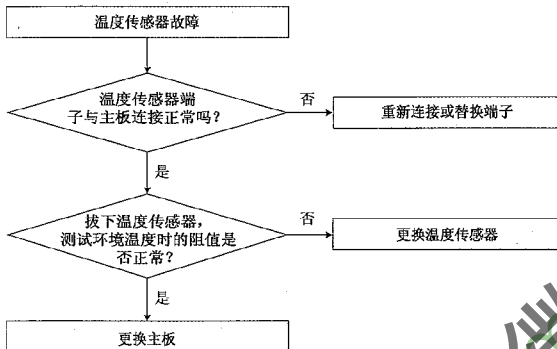 温度传感器故障
温度传感器端
子与主板连接正常吗？
否
重新连接或替换端子
是
拔下温度传感器，
测试环境温度时的阻值是
否正常？
否
更换温度传感器
是
更换主板